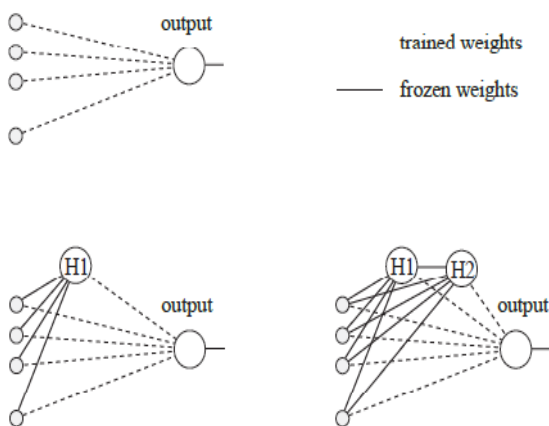 output
trained weights
frozen weights
H1
output
H1
H2
output